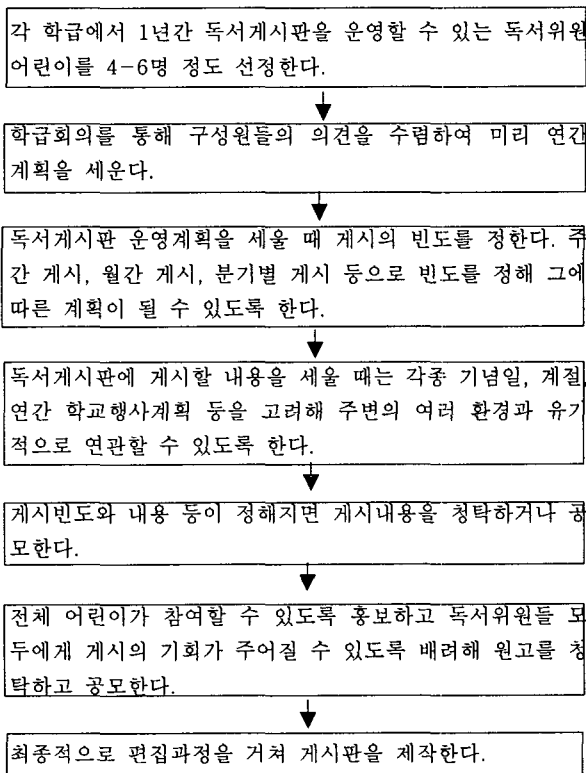 각 학급에서 1년간 독서게시판을 운영할 수 있는 독서위원
어린이를 4-6명 정도 선정한다.
학급회의를 통해 구성원들의 의견을 수렴하여 미리 연간
계획을 세운다.
독서게시판 운영계획을 세울 때 게시의 빈도를 정한다. 주
간 게시, 월간 게시, 분기별 게시 등으로 빈도를 정해 그에
따른 계획이 될 수 있도록 한다.
독서게시판에 게시할 내용을 세울 때는 각종 기념일, 계절,
연간 학교행사계획 등을 고려해 주변의 여러 환경과 유기
적으로 연관할 수 있도록 한다.
게시빈도와 내용 등이 정해지면 게시내용을 청탁하거나 공
모한다.
전체 어린이가 참여할 수 있도록 홍보하고 독서위원들 모
두에게 게시의 기회가 주어질 수 있도록 배려해 원고를 청
탁하고 공모한다.
최종적으로 편집과정을 거쳐 게시판을 제작한다.